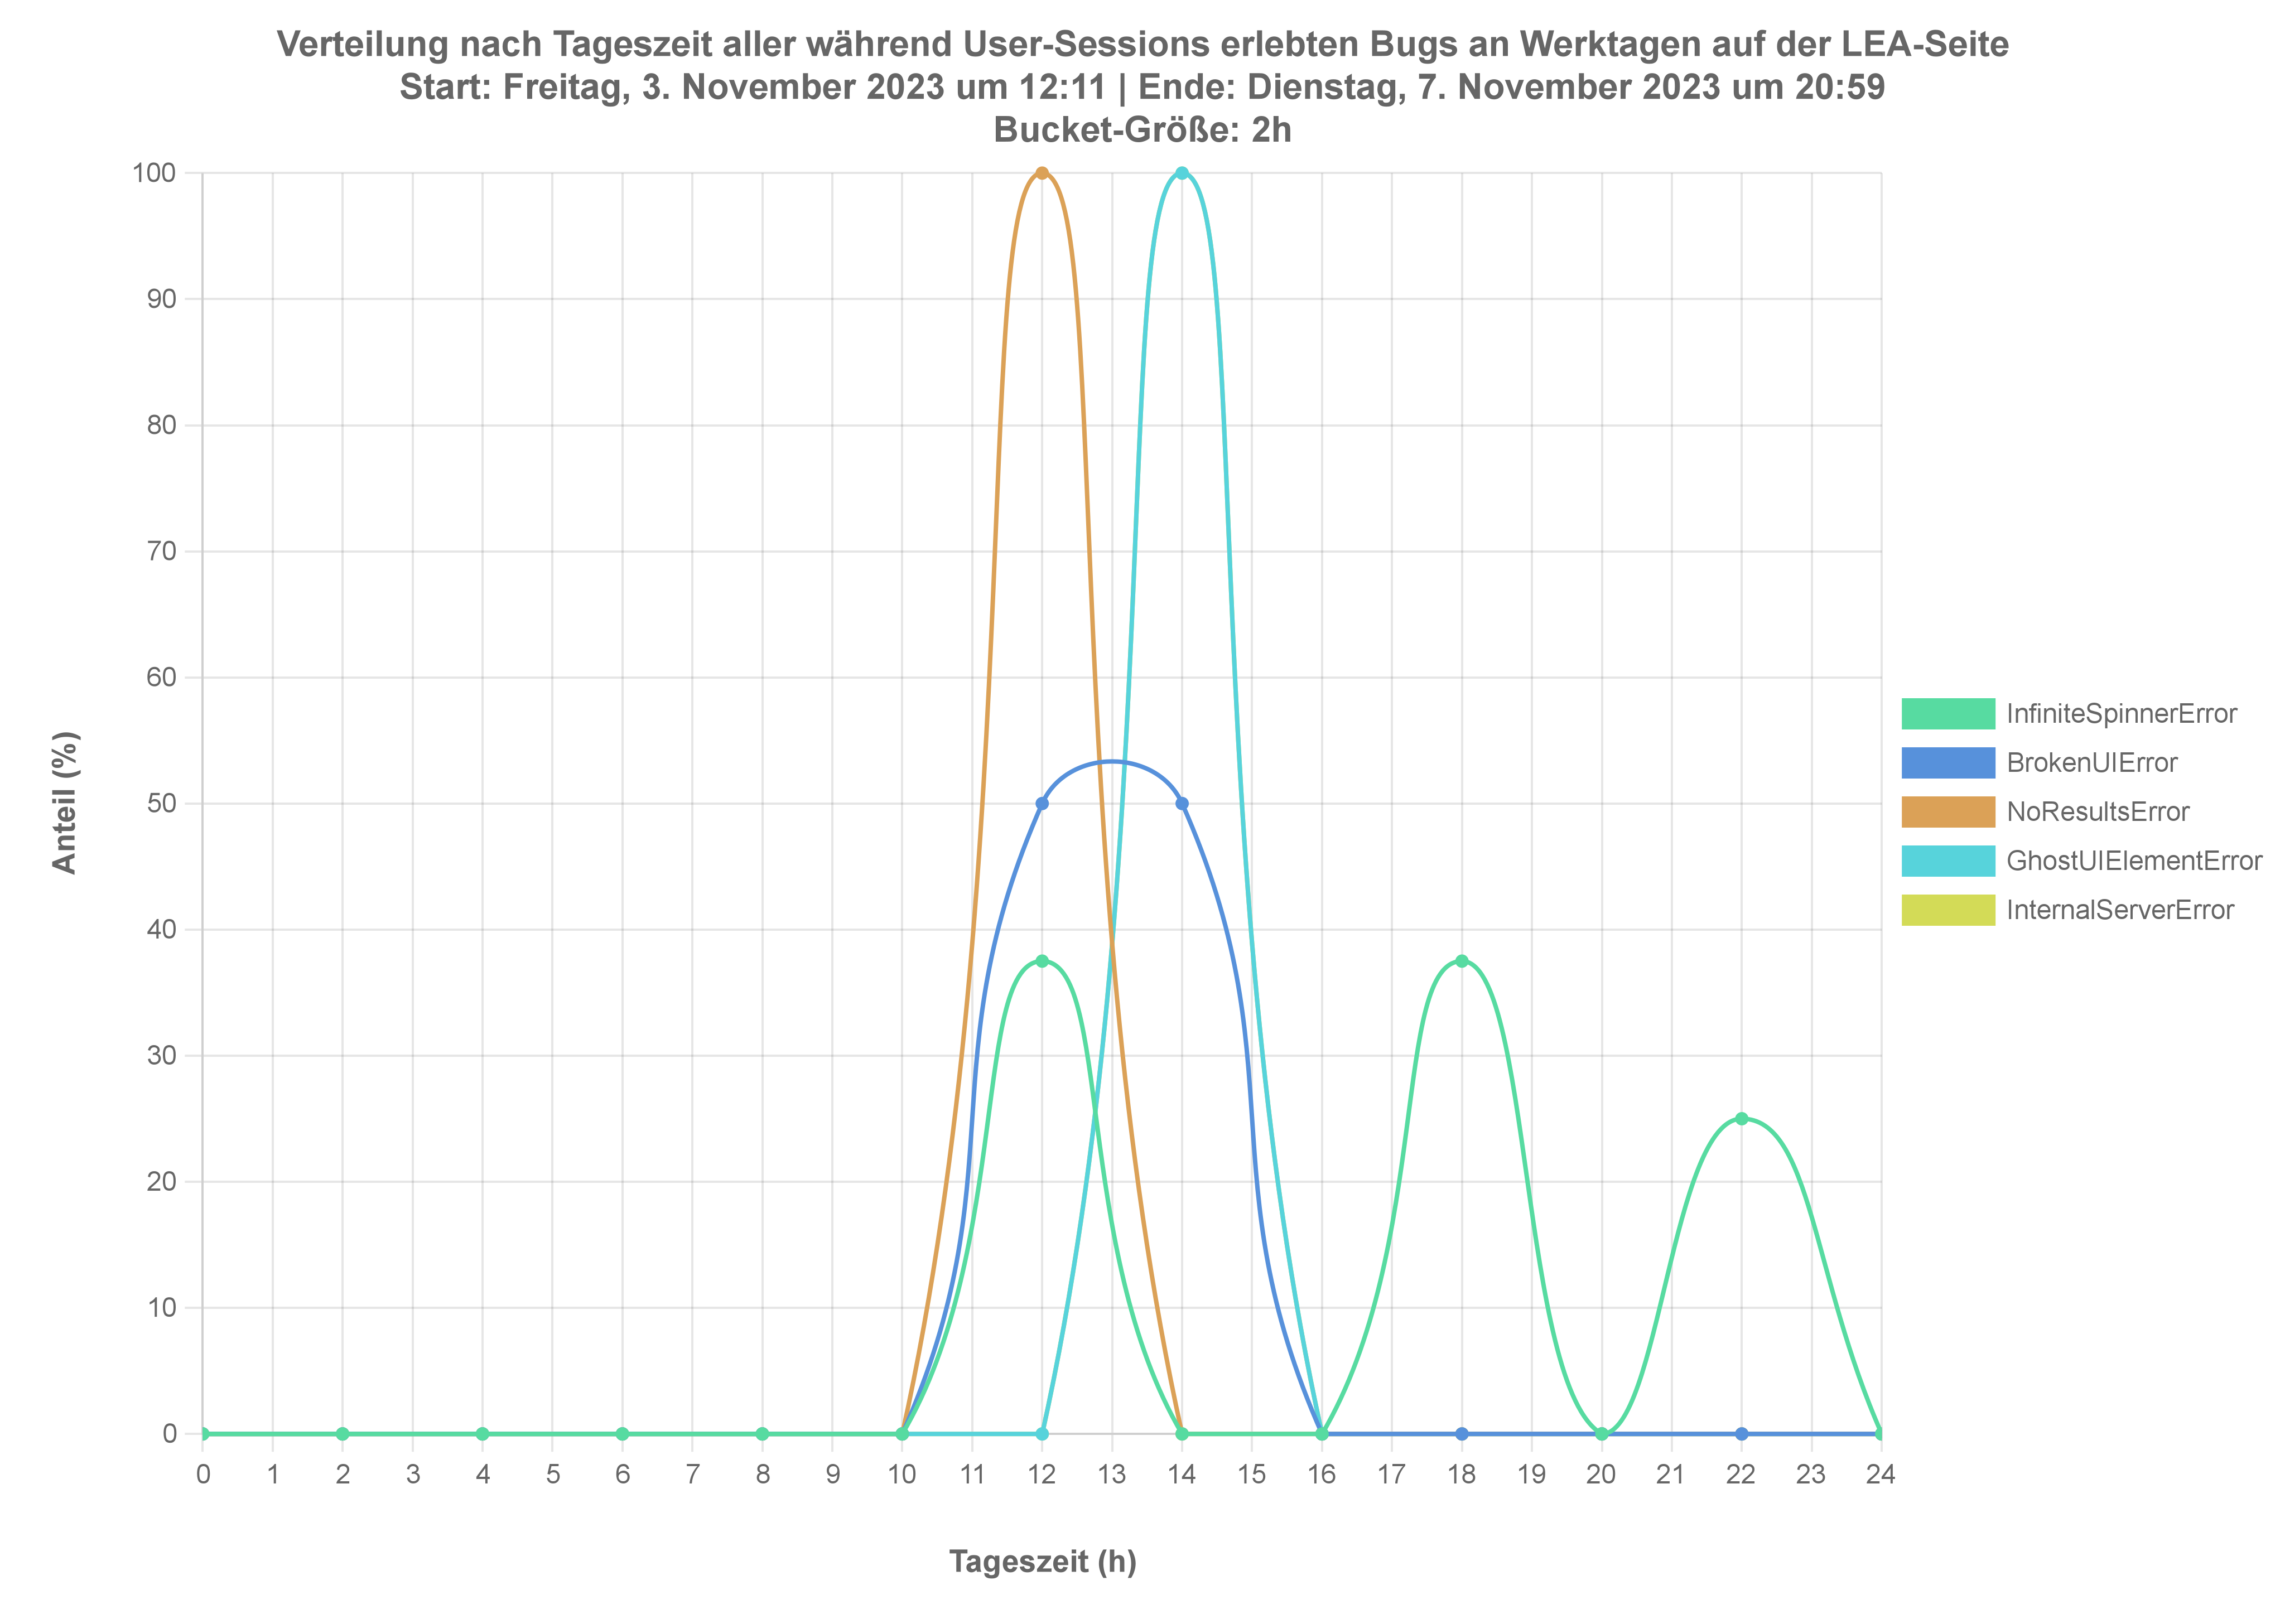 Verteilung nach Tageszeit aller während User-Sessions erlebten Bugs an Werktagen auf der LEA-Seite
Start: Freitag, 3. November 2023 um 12:11 | Ende: Dienstag, 7. November 2023 um 20:59
Bucket-Größe: 2h
100
90
80
70
60
50
40
30
20
10
0
Anteil (%)
0 1 2 3 4 5 6 7 8 9 10 11 12 13 14 15 16 17 18 19 20 21 22 23 24
Tageszeit (h)
InfiniteSpinnerError
BrokenUIError
NoResultsError
GhostUIElementError
InternalServerError